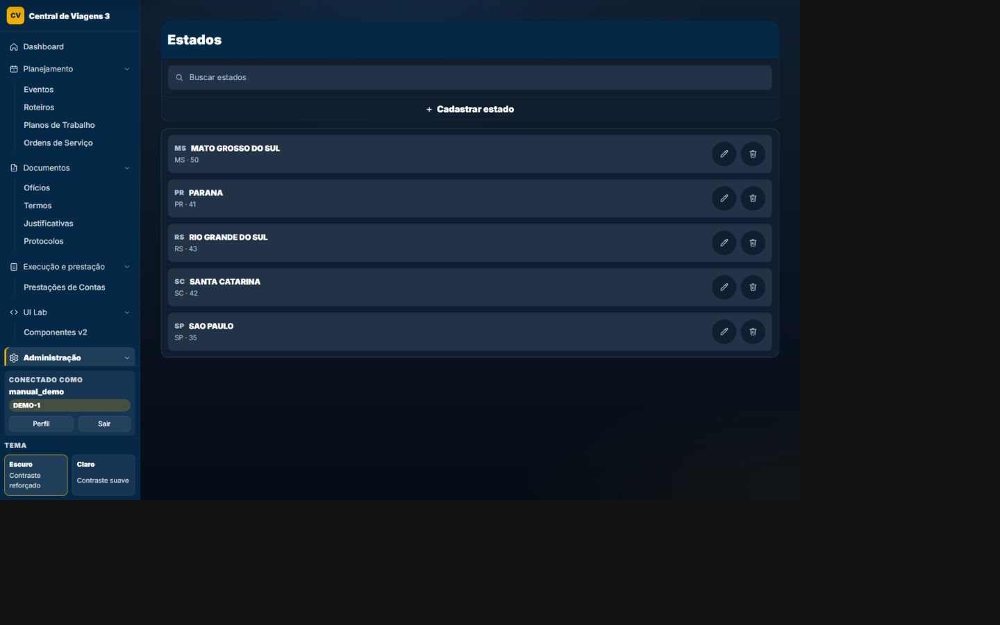 CV Central de Viagens 3
Dashboard
Planejamento
Eventos
Roteiros
Planos de Trabalho
Ordens de Serviço
Documentos
Ofícios
Termos
Justificativas
Protocolos
Execução e prestação
Prestações de Contas
UI Lab
Componentes v2
Administração
CONECTADO COMO
manual_demo
DEMO-1
Perfil Sair
TEMA
Escuro
Contraste
reforçado
Claro
Contraste suave
Estados
Buscar estados
+ Cadastrar estado
MS MATO GROSSO DO SUL
MS · 50
PR PARANA
PR · 41
RS RIO GRANDE DO SUL
RS · 43
SC SANTA CATARINA
SC · 42
SP SAO PAULO
SP · 35